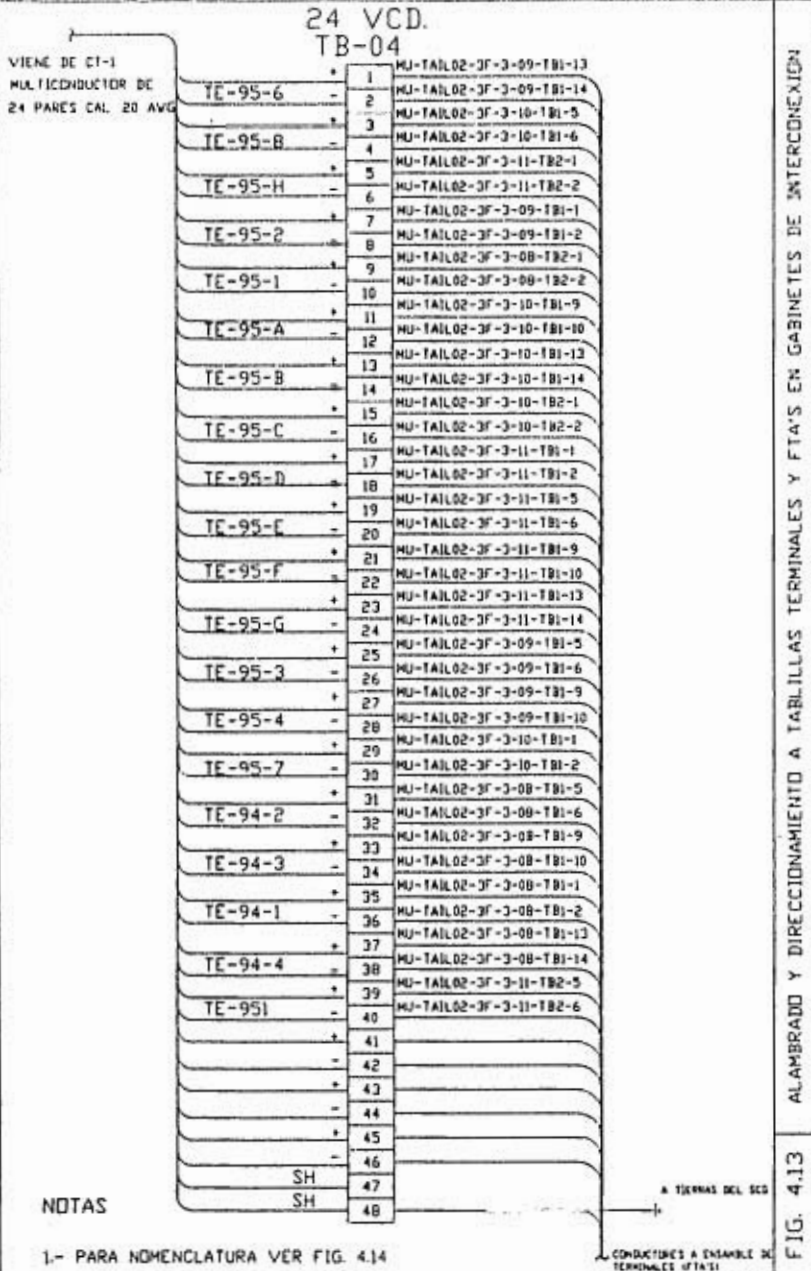 24 VCD.
TB-04
VIENE DE CT-1
MULTICONDUCTOR DE
24 PARES CAL. 20 AWG
+ 1 MU-TAIL02-3F-3-09-TB1-13
TE-95-6 - 2 MU-TAIL02-3F-3-09-TB1-14
+ 3 MU-TAIL02-3F-3-10-TB1-5
TE-95-8 - 4 MU-TAIL02-3F-3-10-TB1-6
+ 5 MU-TAIL02-3F-3-11-TB2-1
TE-95-H - 6 MU-TAIL02-3F-3-11-TB2-2
+ 7 MU-TAIL02-3F-3-09-TB1-1
TE-95-2 - 8 MU-TAIL02-3F-3-09-TB1-2
+ 9 MU-TAIL02-3F-3-08-TB2-1
TE-95-1 - 10 MU-TAIL02-3F-3-08-TB2-2
+ 11 MU-TAIL02-3F-3-10-TB1-9
TE-95-A - 12 MU-TAIL02-3F-3-10-TB1-10
+ 13 MU-TAIL02-3F-3-10-TB1-13
TE-95-B - 14 MU-TAIL02-3F-3-10-TB1-14
+ 15 MU-TAIL02-3F-3-10-TB2-1
TE-95-C - 16 MU-TAIL02-3F-3-10-TB2-2
+ 17 MU-TAIL02-3F-3-11-TB1-1
TE-95-D - 18 MU-TAIL02-3F-3-11-TB1-2
+ 19 MU-TAIL02-3F-3-11-TB1-5
TE-95-E - 20 MU-TAIL02-3F-3-11-TB1-6
+ 21 MU-TAIL02-3F-3-11-TB1-9
TE-95-F - 22 MU-TAIL02-3F-3-11-TB1-10
+ 23 MU-TAIL02-3F-3-11-TB1-13
TE-95-G - 24 MU-TAIL02-3F-3-11-TB1-14
+ 25 MU-TAIL02-3F-3-09-TB1-5
TE-95-3 - 26 MU-TAIL02-3F-3-09-TB1-6
+ 27 MU-TAIL02-3F-3-09-TB1-9
TE-95-4 - 28 MU-TAIL02-3F-3-09-TB1-10
+ 29 MU-TAIL02-3F-3-10-TB1-1
TE-95-7 - 30 MU-TAIL02-3F-3-10-TB1-2
+ 31 MU-TAIL02-3F-3-08-TB1-5
TE-94-2 - 32 MU-TAIL02-3F-3-08-TB1-6
+ 33 MU-TAIL02-3F-3-08-TB1-9
TE-94-3 - 34 MU-TAIL02-3F-3-08-TB1-10
+ 35 MU-TAIL02-3F-3-08-TB1-1
TE-94-1 - 36 MU-TAIL02-3F-3-08-TB1-2
+ 37 MU-TAIL02-3F-3-08-TB1-13
TE-94-4 - 38 MU-TAIL02-3F-3-08-TB1-14
+ 39 MU-TAIL02-3F-3-11-TB2-5
TE-951 - 40 MU-TAIL02-3F-3-11-TB2-6
+ 41
- 42
+ 43
- 44
+ 45
- 46
SH 47
SH 48
A TIERRAS DEL SCD
NOTAS
1.- PARA NOMENCLATURA VER FIG. 4.14
CONDUCTORES A ENSAMBLE DE
TERMINALES (FTA'S)
FIG. 4.13 ALAMBRADO Y DIRECCIONAMIENTO A TABLILLAS TERMINALES Y FTA'S EN GABINETES DE INTERCONEXION